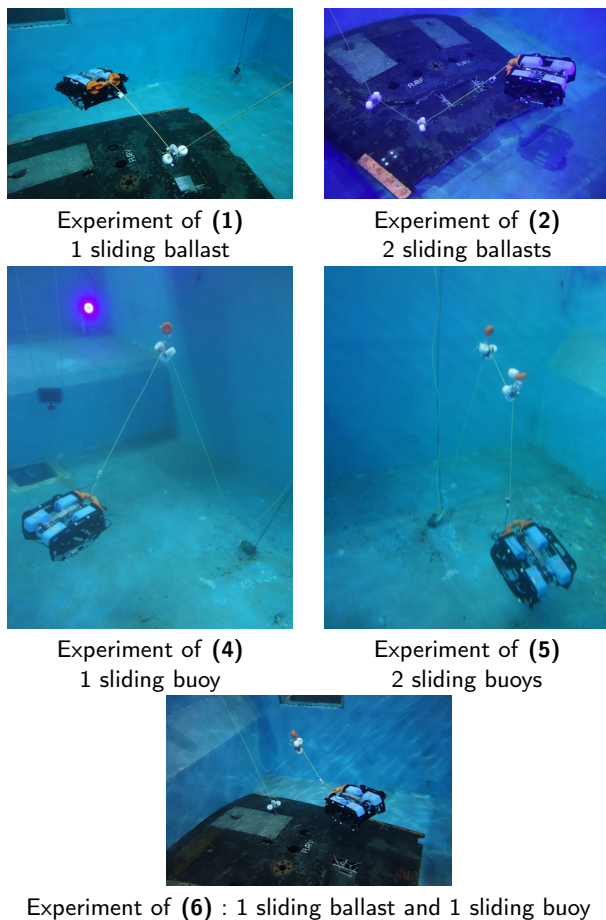 Experiment of (1)
1 sliding ballast
Experiment of (2)
2 sliding ballasts
Experiment of (4)
1 sliding buoy
Experiment of (5)
2 sliding buoys
Experiment of (6) : 1 sliding ballast and 1 sliding buoy